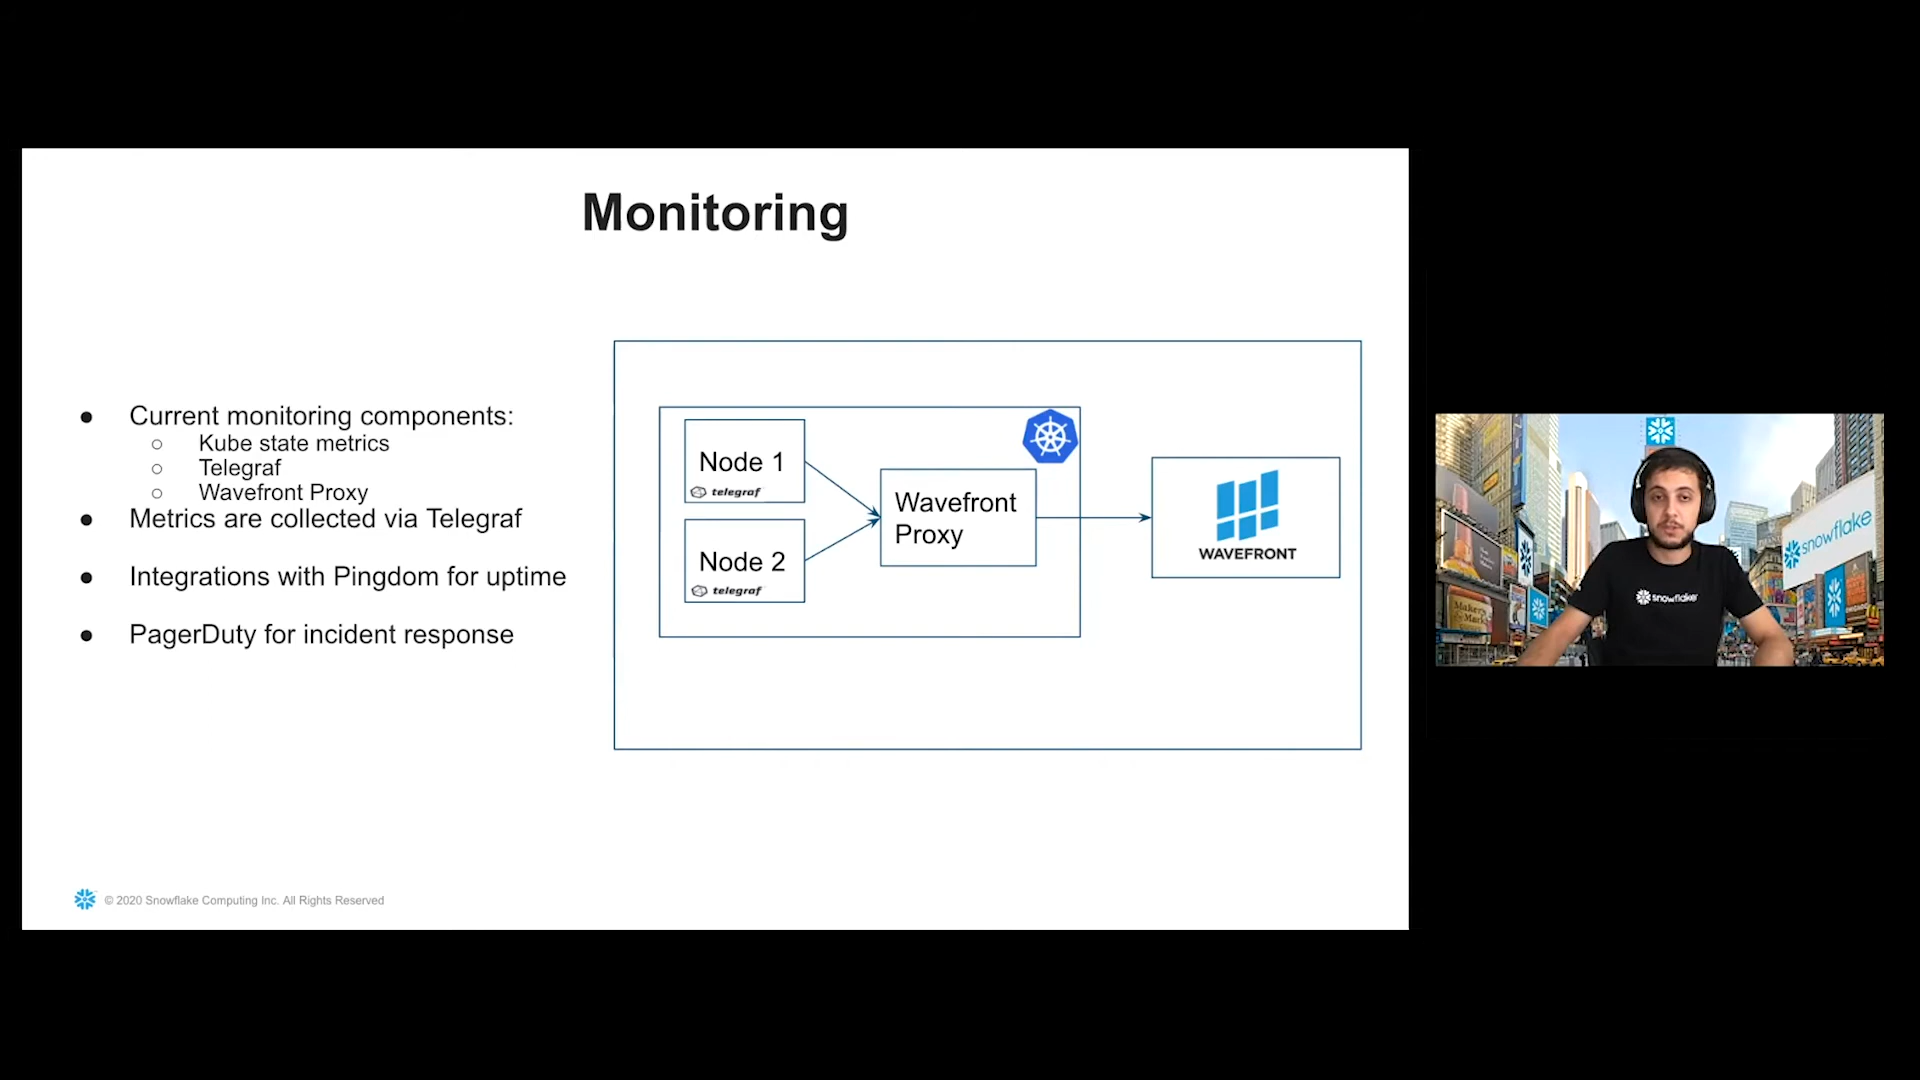 Monitoring
● Current monitoring components:
○ Kube state metrics
○ Telegraf
○ Wavefront Proxy
● Metrics are collected via Telegraf
● Integrations with Pingdom for uptime
● PagerDuty for incident response
Node 1
telegraf
Node 2
telegraf
Wavefront
Proxy
WAVEFRONT
© 2020 Snowflake Computing Inc. All Rights Reserved
snowflake
snowflake